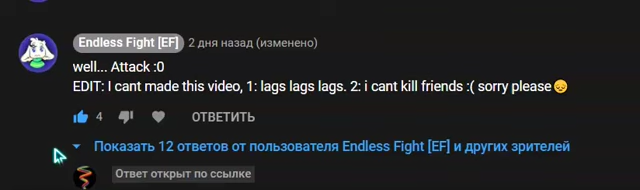 Endless Fight [EF] 2 дня назад (изменено)
well... Attack :0
EDIT: I cant made this video, 1: lags lags lags. 2: i cant kill friends :( sorry please😔
4 ОТВЕТИТЬ
Показать 12 ответов от пользователя Endless Fight [EF] и других зрителей
Ответ открыт по ссылке